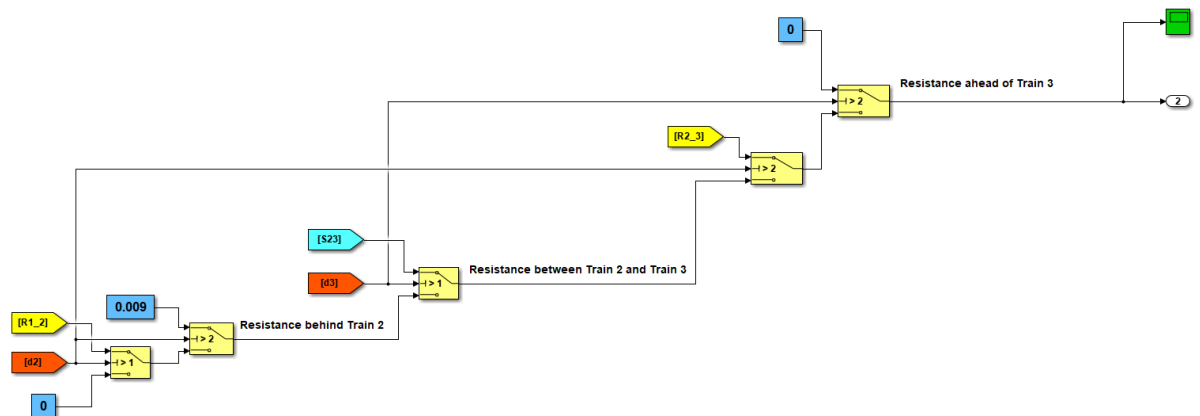 0
Resistance ahead of Train 3
> 2
2
[R2_3]
> 2
[S23]
Resistance between Train 2 and Train 3
[d3]
> 1
0.009
[R1_2]
Resistance behind Train 2
> 2
[d2]
> 1
0